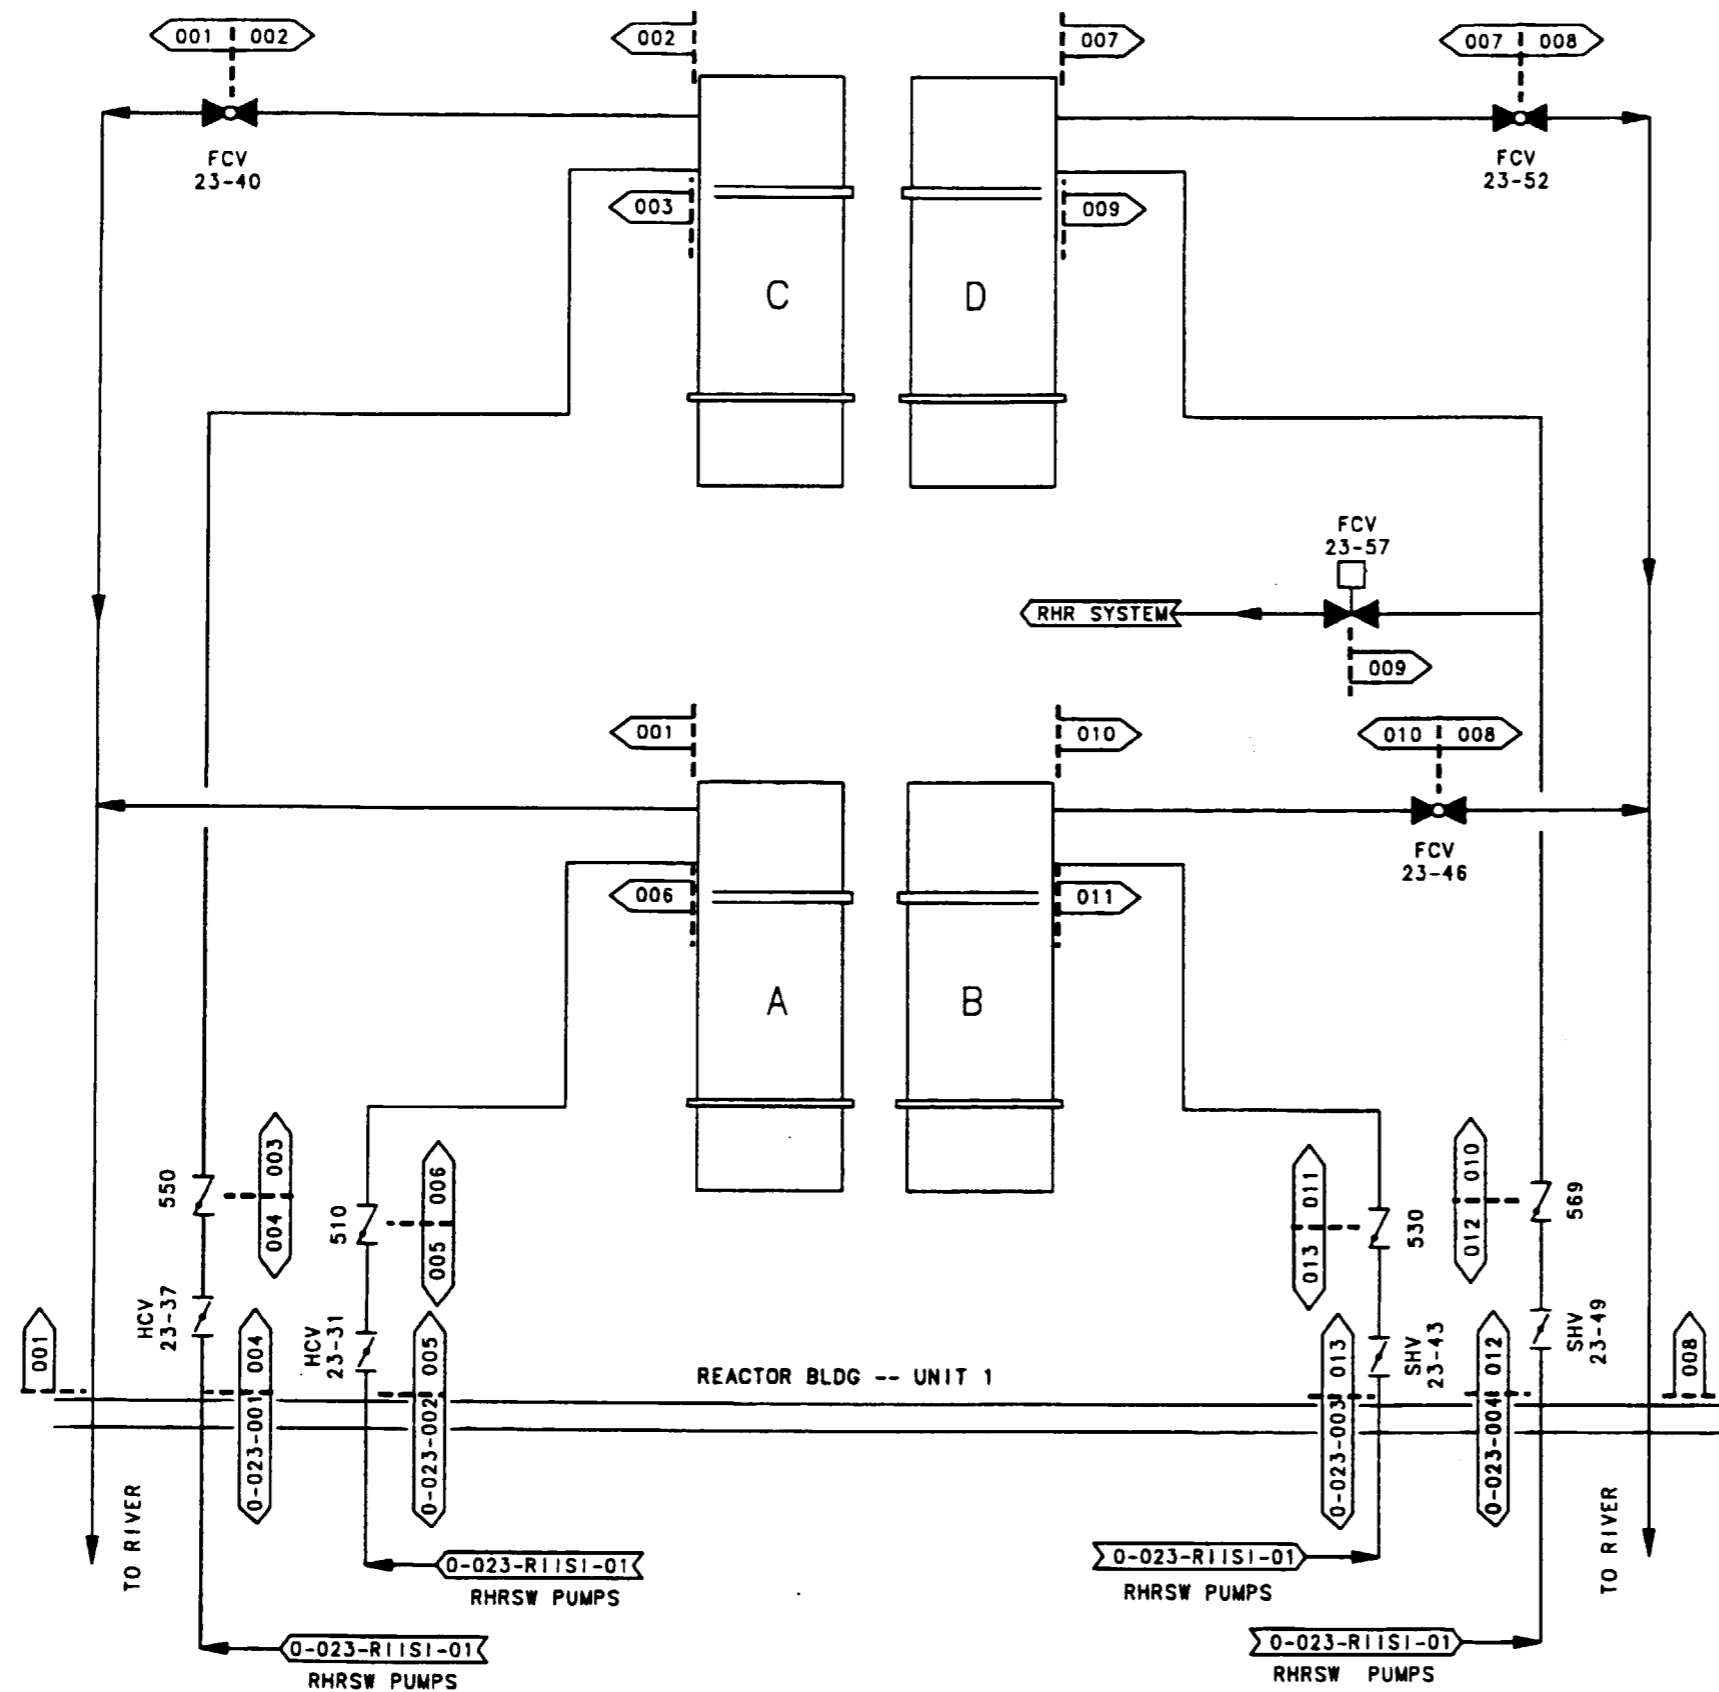 001 002
002
007
007 008
FCV
23-40
FCV
23-52
003
009
C
D
FCV
23-57
RHR SYSTEM
009
001
010
010 008
FCV
23-46
006
011
A
B
550
004 003
510
005 006
013 011
530
012 010
569
HCV
23-37
HCV
23-31
SHV
23-43
SHV
23-49
001
0-023-001 004
0-023-002 005
REACTOR BLDG -- UNIT 1
0-023-003 013
0-023-004 012
008
TO RIVER
TO RIVER
0-023-R11S1-01
RHRSW PUMPS
0-023-R11S1-01
RHRSW PUMPS
0-023-R11S1-01
RHRSW PUMPS
0-023-R11S1-01
RHRSW PUMPS